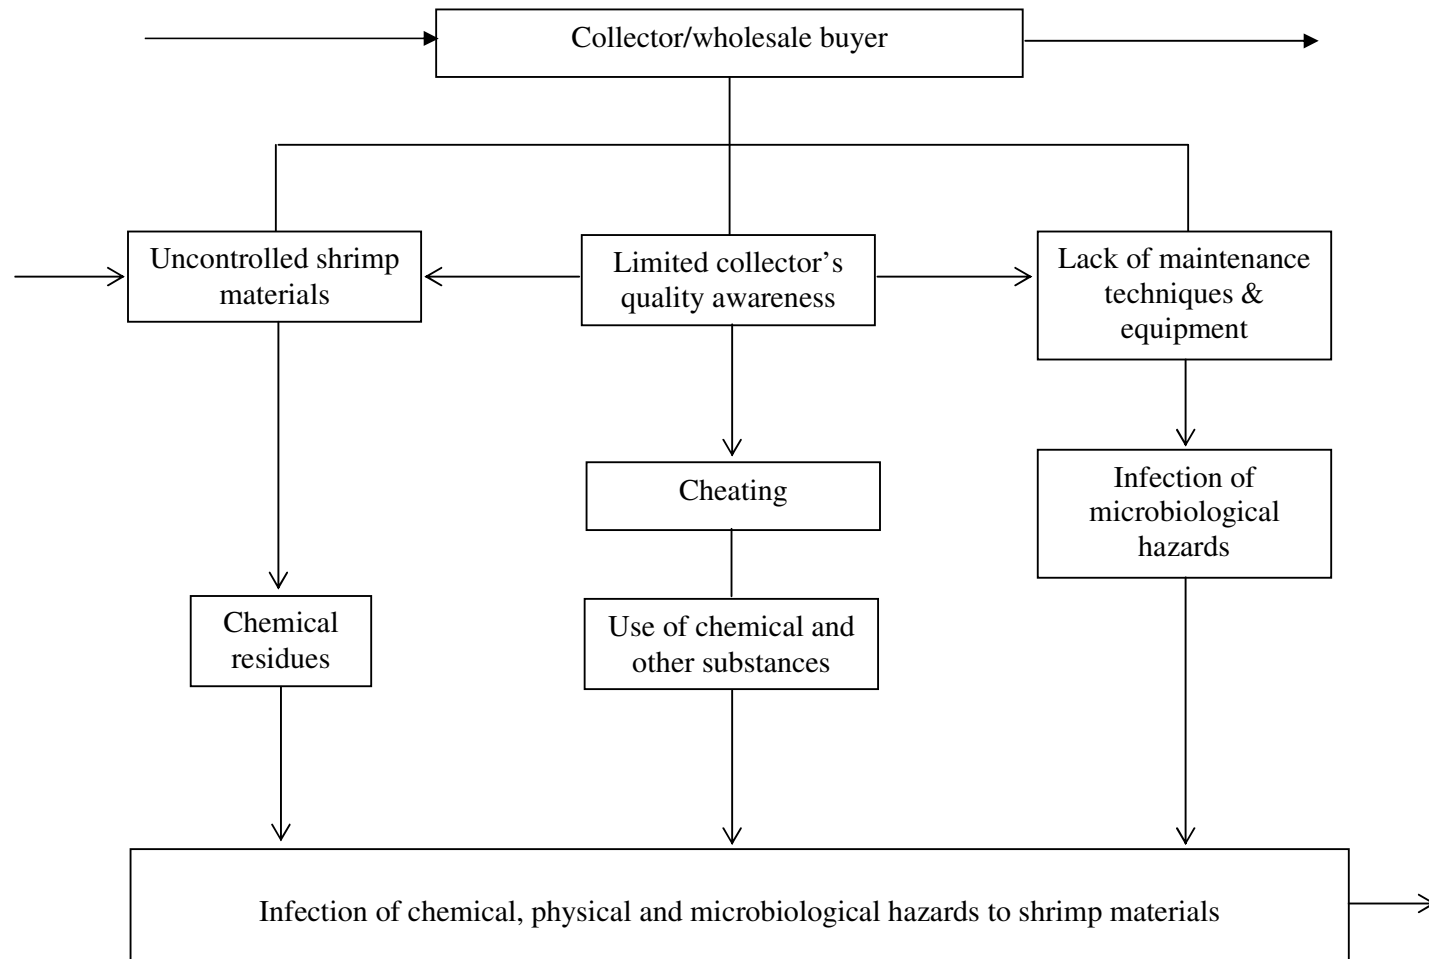 Collector/wholesale buyer
Uncontrolled shrimp
materials
Limited collector’s
quality awareness
Lack of maintenance
techniques &
equipment
Cheating
Infection of
microbiological
hazards
Chemical
residues
Use of chemical and
other substances
Infection of chemical, physical and microbiological hazards to shrimp materials